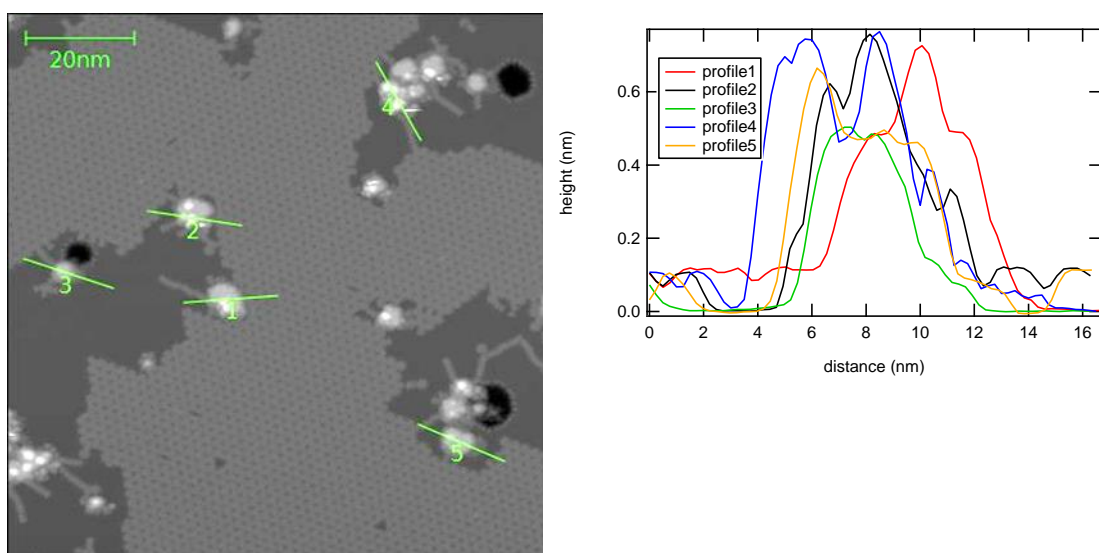 20nm
4
2
3
1
5
profile1
profile2
profile3
profile4
profile5
height (nm)
0.6
0.4
0.2
0.0
0 2 4 6 8 10 12 14 16
distance (nm)